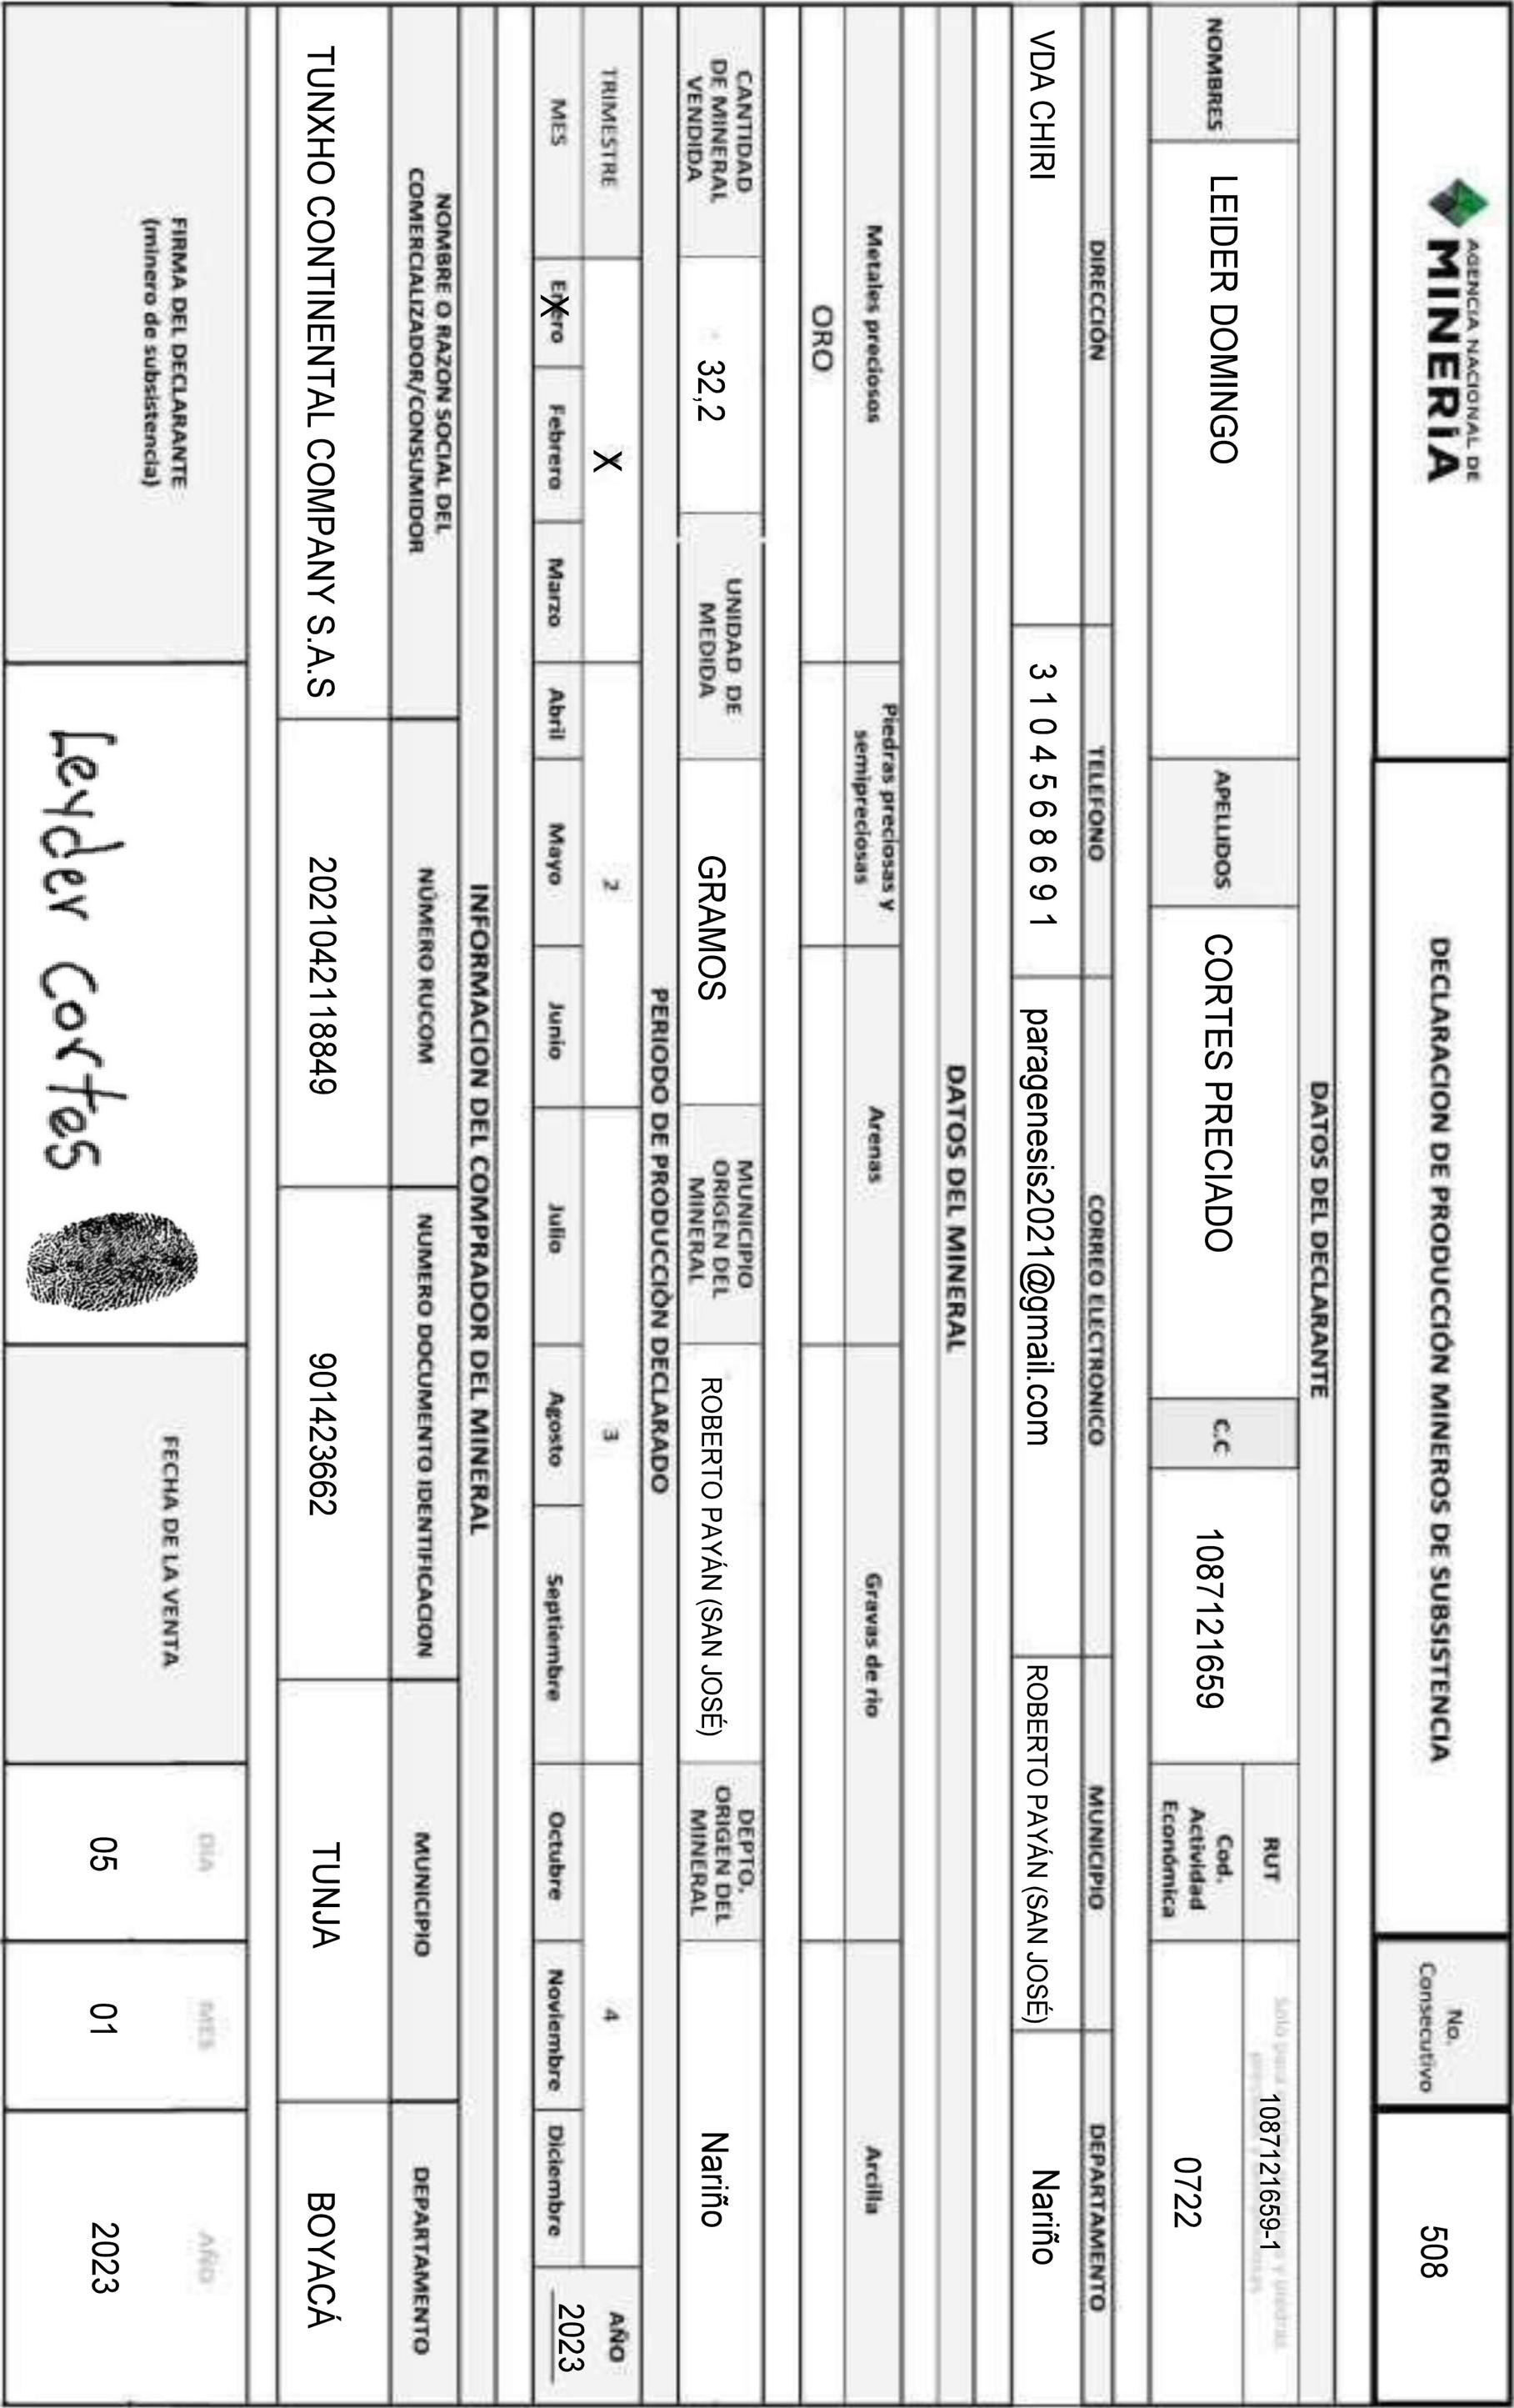 AGENCIA NACIONAL DE
MINERÍA
DECLARACION DE PRODUCCIÓN MINEROS DE SUBSISTENCIA
No.
Consecutivo
508
DATOS DEL DECLARANTE
NOMBRES
LEIDER DOMINGO
APELLIDOS
CORTES PRECIADO
C.C
1087121659
RUT
1087121659-1
Cod.
Actividad
Económica
0722
DIRECCIÓN
TELEFONO
CORREO ELECTRONICO
MUNICIPIO
DEPARTAMENTO
VDA CHIRI
3 1 0 4 5 6 8 6 9 1
paragenesis2021@gmail.com
ROBERTO PAYÁN (SAN JOSÉ)
Nariño
DATOS DEL MINERAL
Metales preciosos
Piedras preciosas y
semipreciosas
Arenas
Gravas de rio
Arcilla
ORO
CANTIDAD
DE MINERAL
VENDIDA
32,2
UNIDAD DE
MEDIDA
GRAMOS
MUNICIPIO
ORIGEN DEL
MINERAL
ROBERTO PAYÁN (SAN JOSÉ)
DEPTO.
ORIGEN DEL
MINERAL
Nariño
PERIODO DE PRODUCCIÓN DECLARADO
TRIMESTRE
X
2
3
4
AÑO
MES
Enero
X
Febrero
Marzo
Abril
Mayo
Junio
Julio
Agosto
Septiembre
Octubre
Noviembre
Diciembre
2023
INFORMACION DEL COMPRADOR DEL MINERAL
NOMBRE O RAZON SOCIAL DEL
COMERCIALIZADOR/CONSUMIDOR
NÚMERO RUCOM
NUMERO DOCUMENTO IDENTIFICACION
MUNICIPIO
DEPARTAMENTO
TUNXHO CONTINENTAL COMPANY S.A.S
2021042118849
901423662
TUNJA
BOYACÁ
FIRMA DEL DECLARANTE
(minero de subsistencia)
Leyder Cortes
FECHA DE LA VENTA
DIA
MES
AÑO
05
01
2023